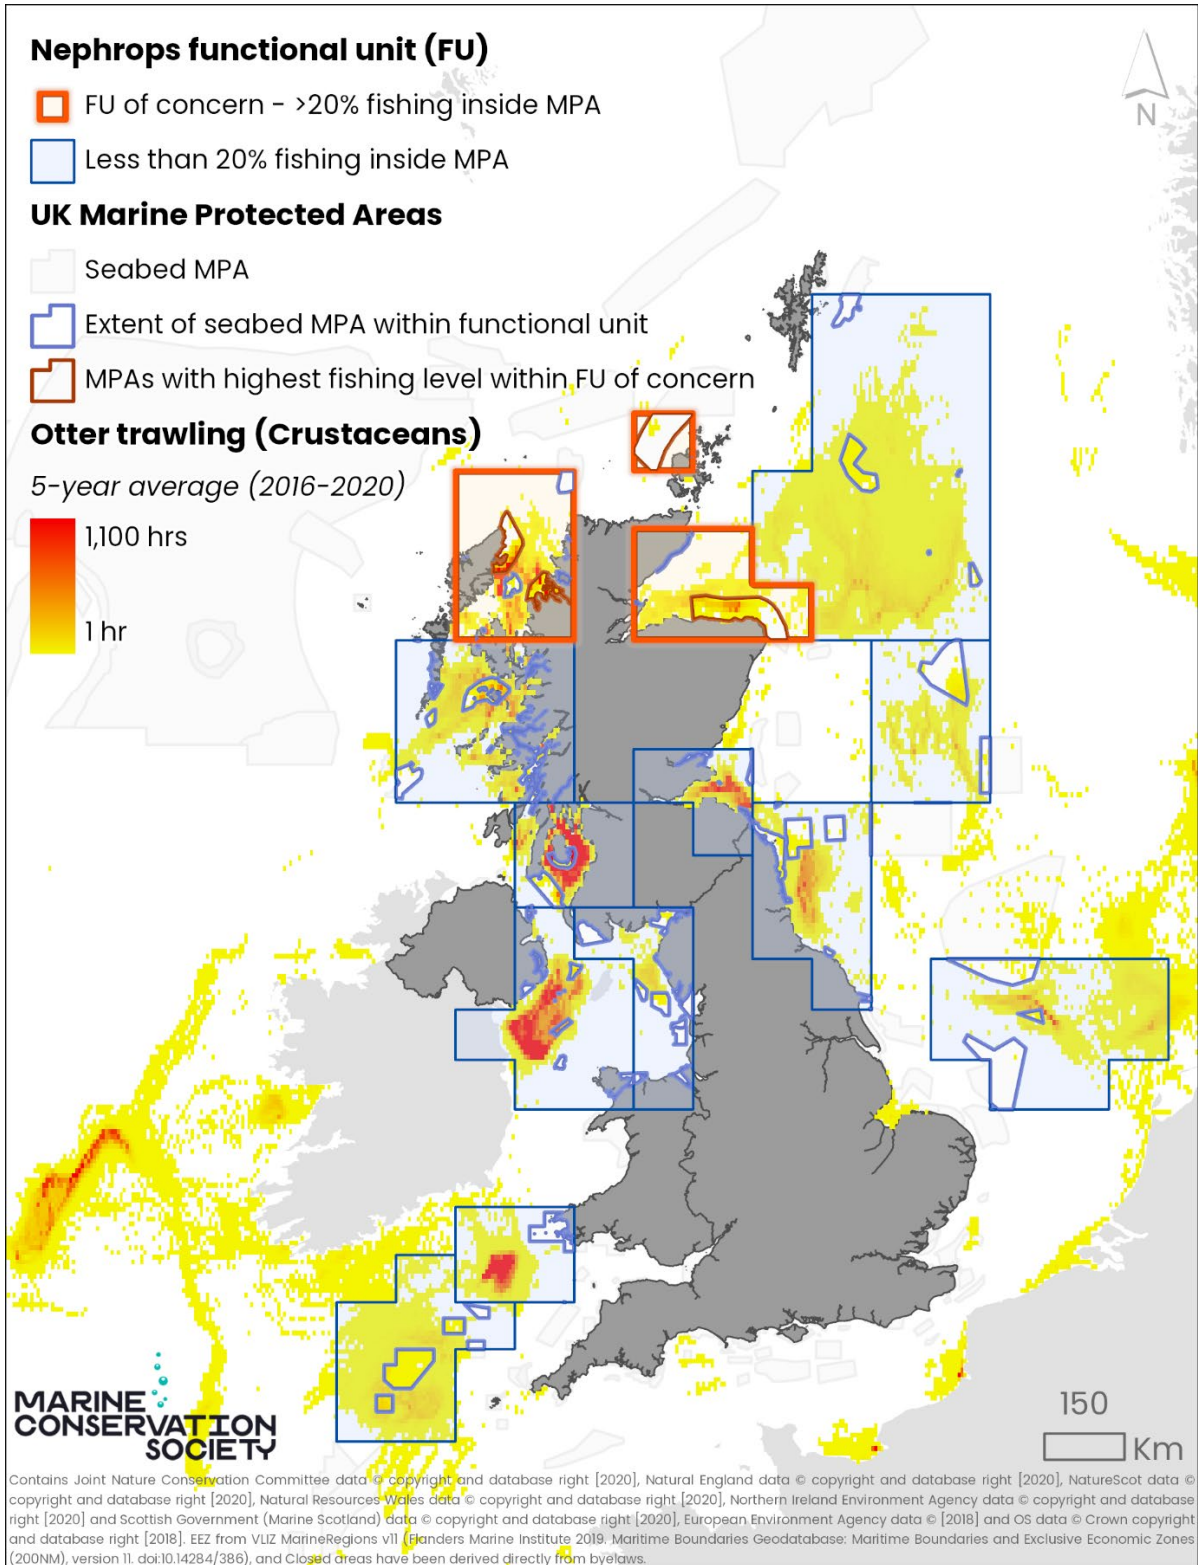 Nephrops functional unit (FU)
FU of concern - >20% fishing inside MPA
Less than 20% fishing inside MPA
UK Marine Protected Areas
Seabed MPA
Extent of seabed MPA within functional unit
MPAs with highest fishing level within FU of concern
Otter trawling (Crustaceans)
5-year average (2016-2020)
1,100 hrs
1 hr
N
MARINE
CONSERVATION
SOCIETY
150
Km
Contains Joint Nature Conservation Committee data © copyright and database right [2020], Natural England data © copyright and database right [2020], NatureScot data ©
copyright and database right [2020], Natural Resources Wales data © copyright and database right [2020], Northern Ireland Environment Agency data © copyright and database
right [2020] and Scottish Government (Marine Scotland) data © copyright and database right [2020], European Environment Agency data © [2018] and OS data © Crown copyright
and database right [2018]. EEZ from VLIZ MarineRegions v11 (Flanders Marine Institute 2019. Maritime Boundaries Geodatabase: Maritime Boundaries and Exclusive Economic Zones
(200NM), version 11. doi:10.14284/386), and Closed areas have been derived directly from byelaws.